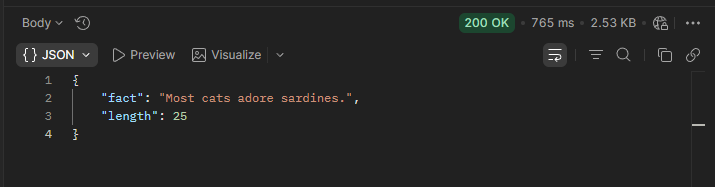 Body 200 OK • 765 ms • 2.53 KB •
{} JSON Preview Visualize
1 {
2 "fact": "Most cats adore sardines.",
3 "length": 25
4 }